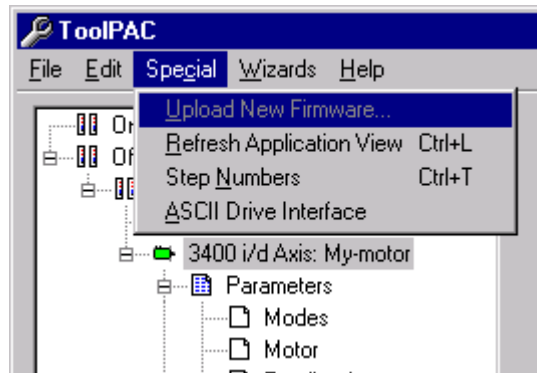 ToolPAC
File Edit Special Wizards Help
Upload New Firmware...
Refresh Application View Ctrl+L
Step Numbers Ctrl+T
ASCII Drive Interface
3400 i/d Axis: My-motor
Parameters
Modes
Motor